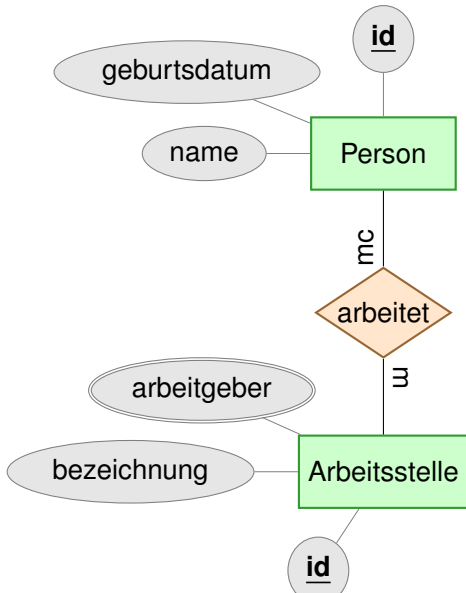 id
geburtsdatum
name
Person
mc
arbeitet
m
arbeitgeber
bezeichnung
Arbeitsstelle
id